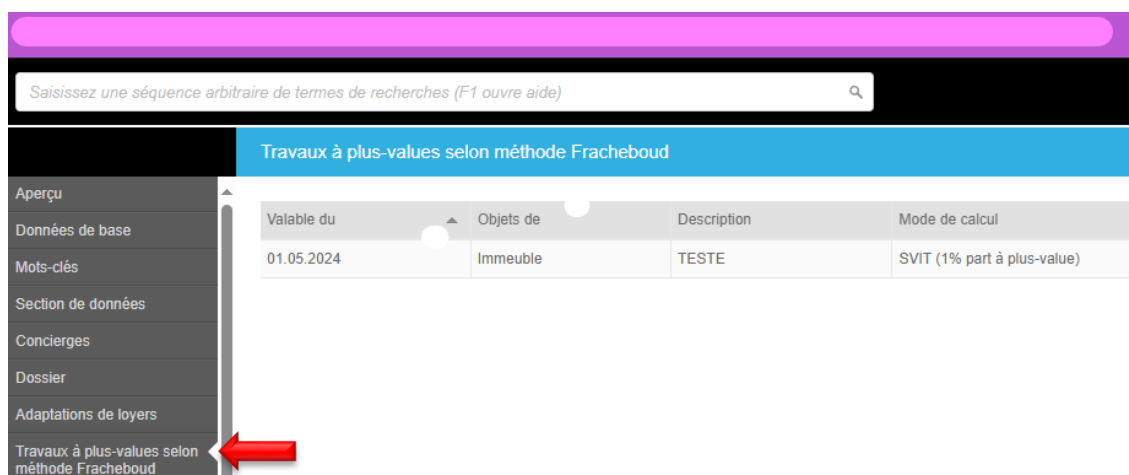 Saisissez une séquence arbitraire de termes de recherches (F1 ouvre aide)
Travaux à plus-values selon méthode Fracheboud
Aperçu
Données de base
Mots-clés
Section de données
Concierges
Dossier
Adaptations de loyers
Travaux à plus-values selon
méthode Fracheboud
Valable du Objets de Description Mode de calcul
01.05.2024 Immeuble TESTE SVIT (1% part à plus-value)